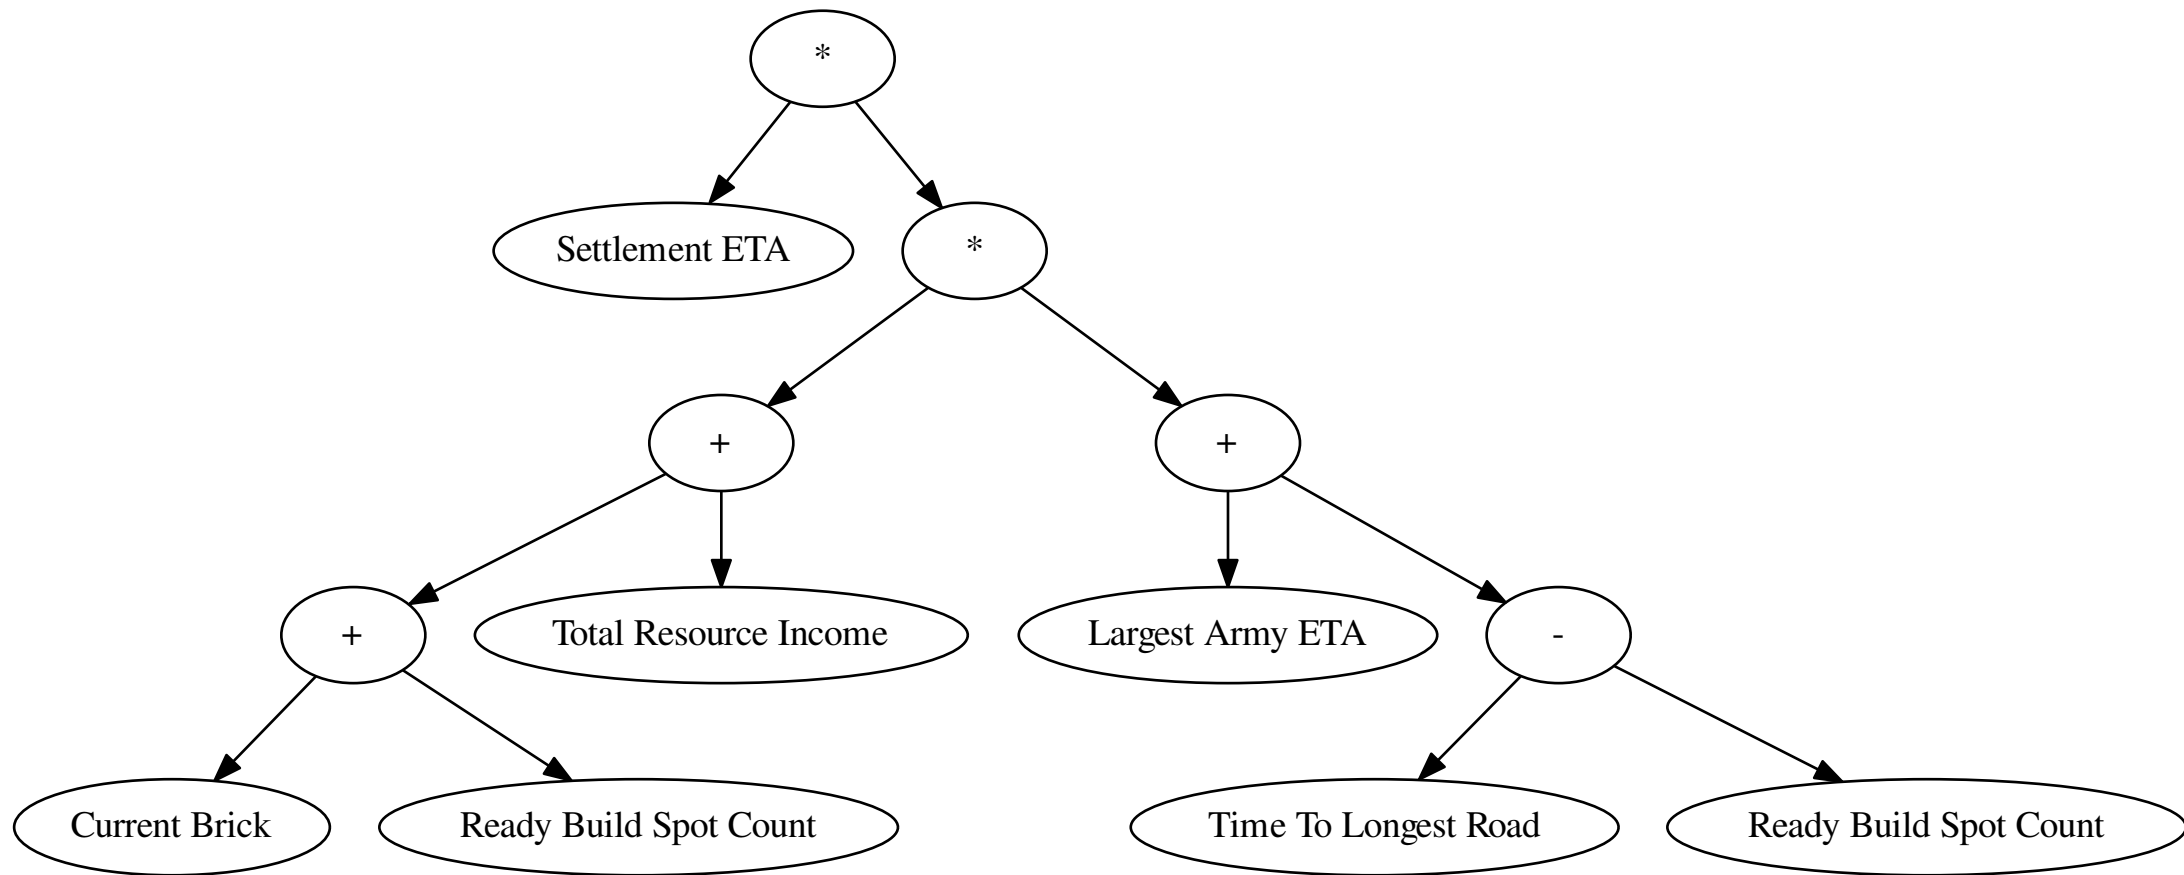 *
Settlement ETA
*
+
+
+
Total Resource Income
Largest Army ETA
-
Current Brick
Ready Build Spot Count
Time To Longest Road
Ready Build Spot Count